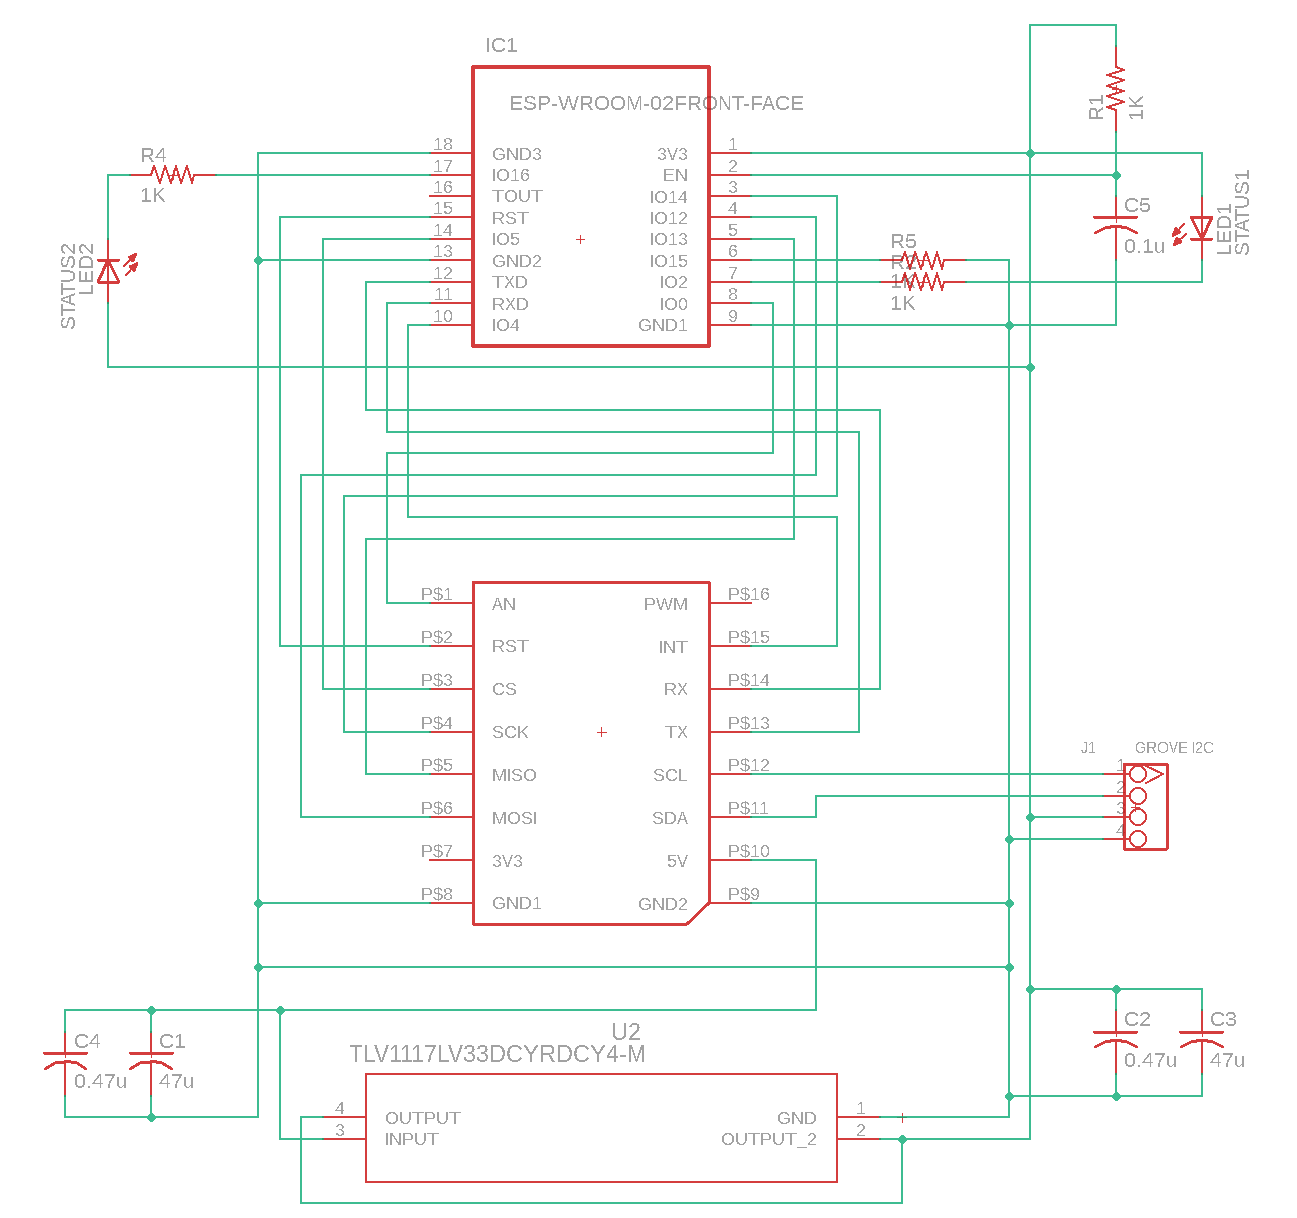 IC1
ESP-WROOM-02FRONT-FACE
18 GND3 3V3 1
17 IO16 EN 2
16 TOUT IO14 3
15 RST IO12 4
14 IO5 IO13 5
13 GND2 IO15 6
12 TXD IO2 7
11 RXD IO0 8
10 IO4 GND1 9
R4
1K
STATUS2
LED2
R1
1K
C5
0.1u
LED1
STATUS1
R5
1K
P$1 AN PWM P$16
P$2 RST INT P$15
P$3 CS RX P$14
P$4 SCK TX P$13
P$5 MISO SCL P$12
P$6 MOSI SDA P$11
P$7 3V3 5V P$10
P$8 GND1 GND2 P$9
J1 GROVE I2C
1
2
3
4
C4
0.47u
C1
47u
U2
TLV1117LV33DCYRDCY4-M
4 OUTPUT GND 1
3 INPUT OUTPUT_2 2
C2
0.47u
C3
47u